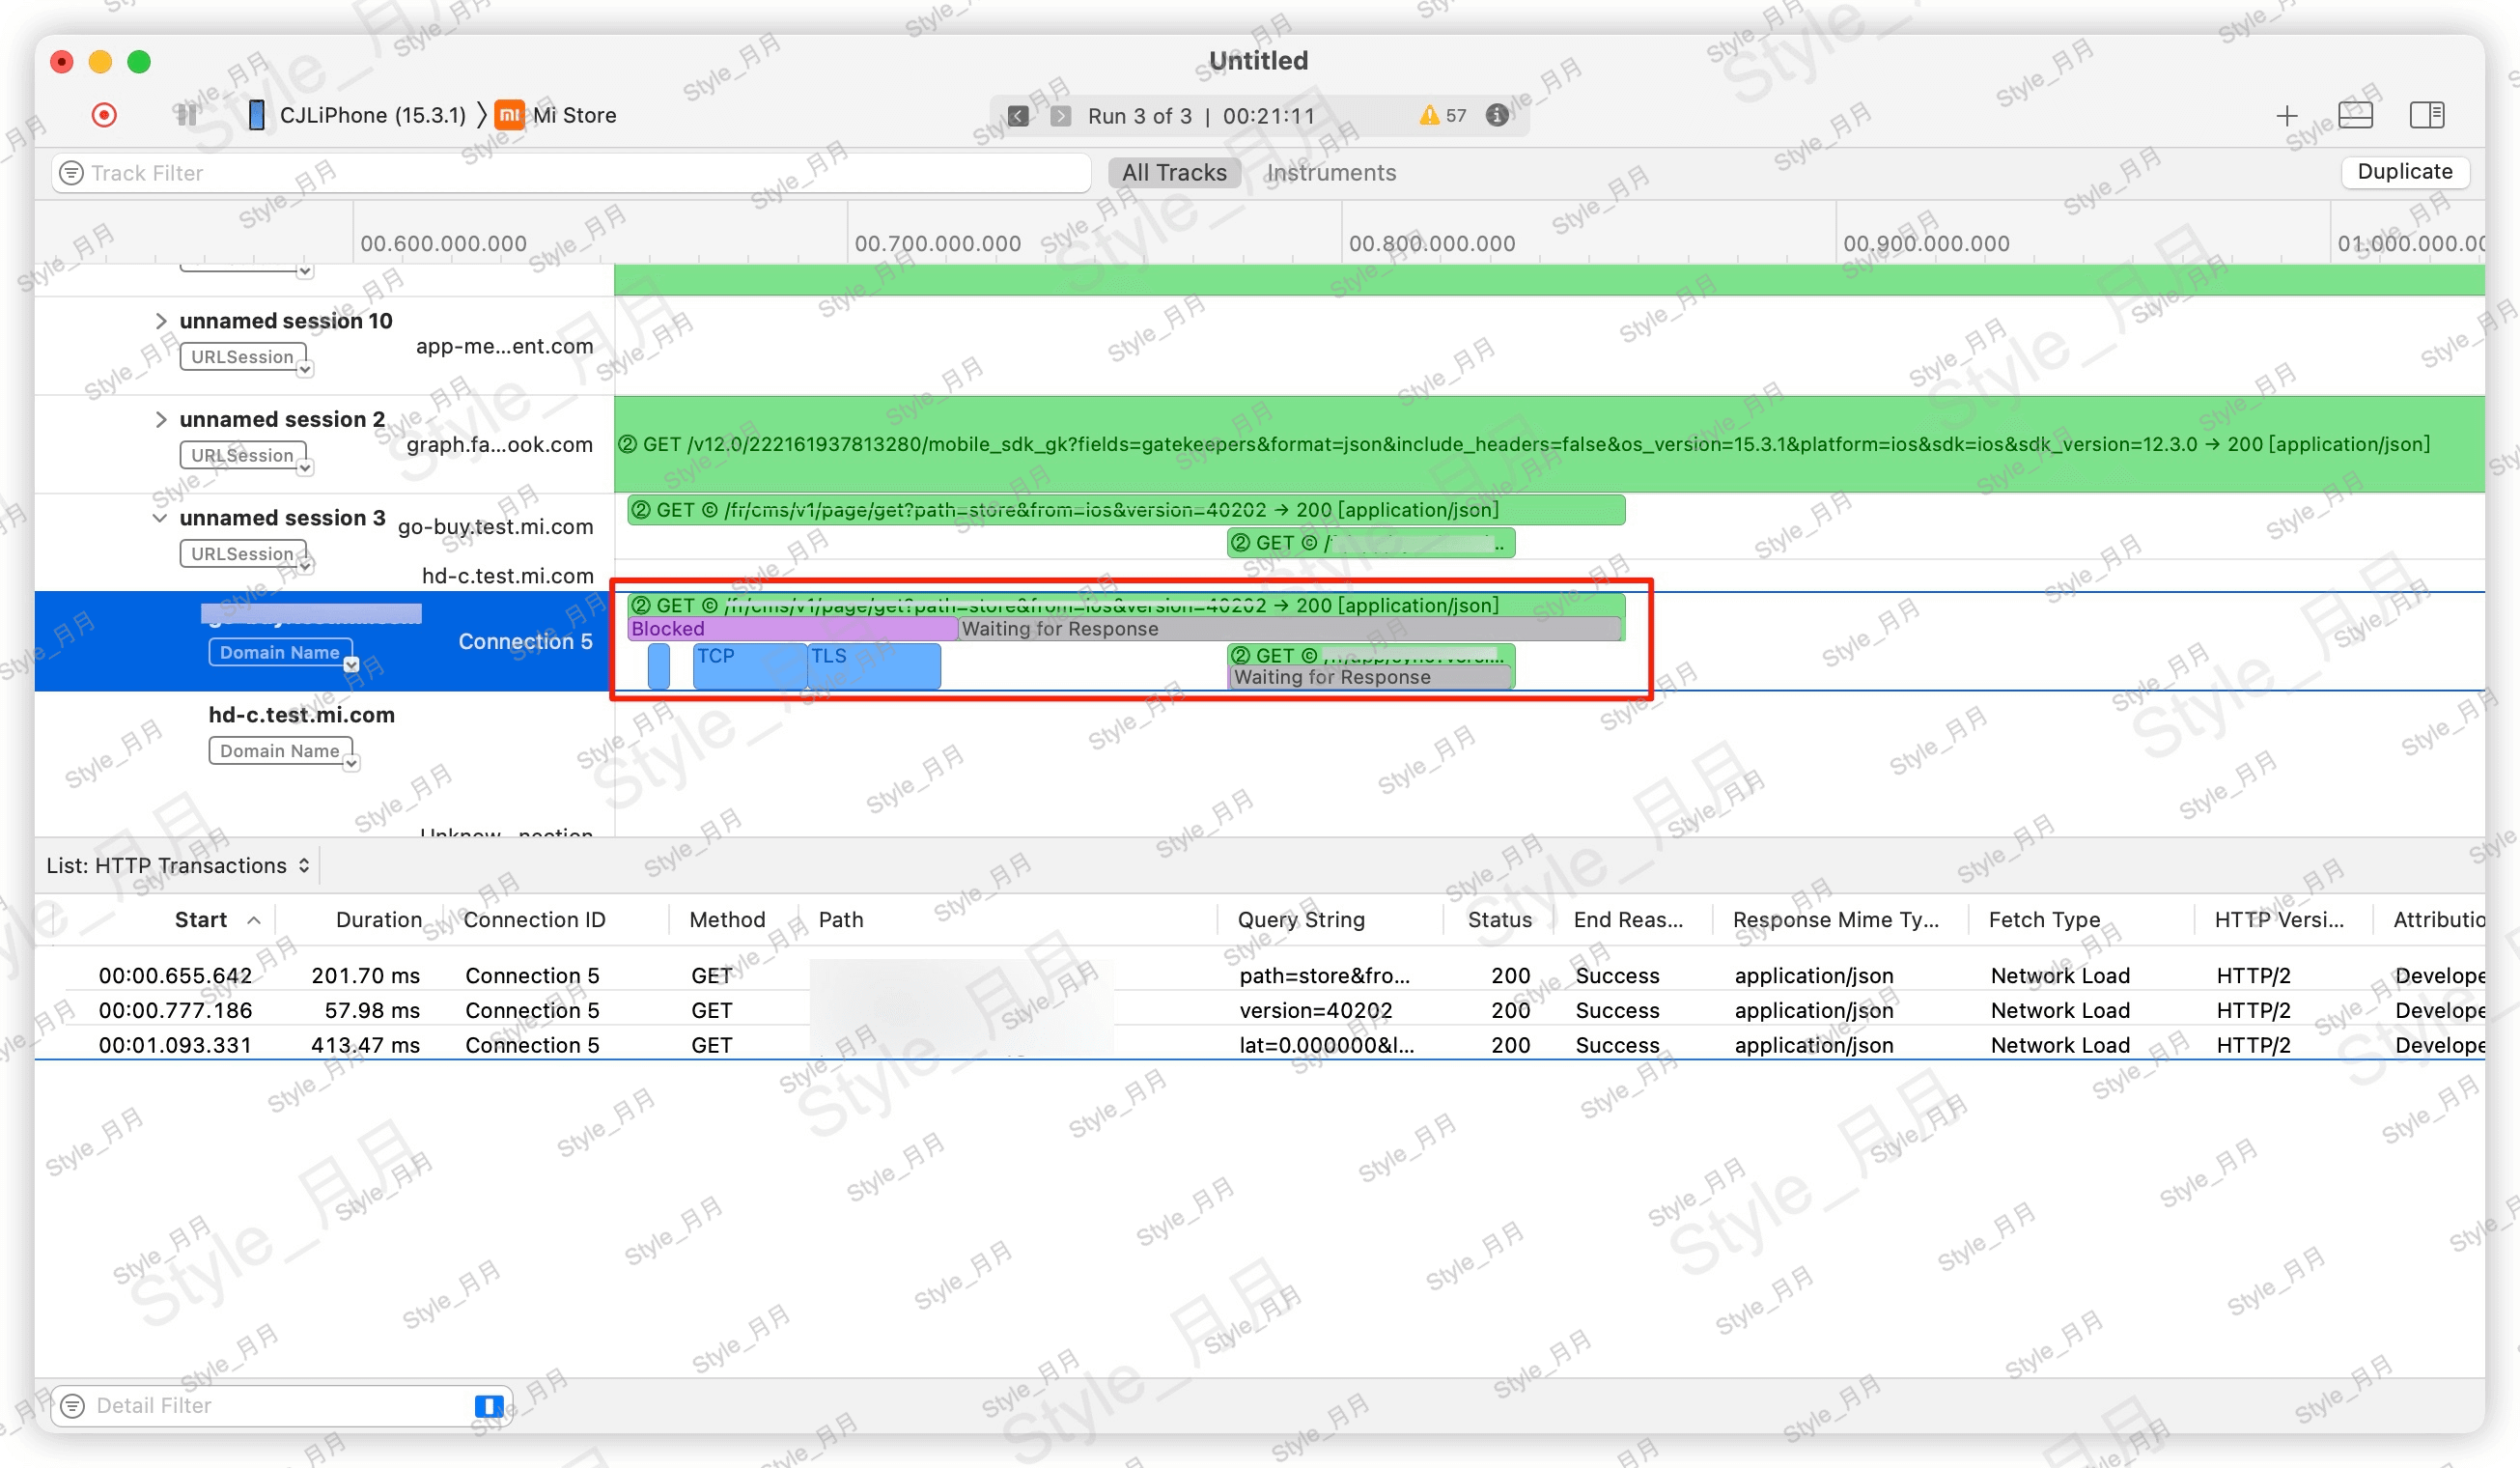 Untitled
CJLiPhone (15.3.1) 〉 Mi Store
Run 3 of 3 | 00:21:11
57
Track Filter
All Tracks
Instruments
Duplicate
00.600.000.000
00.700.000.000
00.800.000.000
00.900.000.000
unnamed session 10
URLSession
app-me...ent.com
unnamed session 2
URLSession
graph.fa...ook.com
② GET /v12.0/222161937813280/mobile_sdk_gk?fields=gatekeepers&format=json&include_headers=false&os_version=15.3.1&platform=ios&sdk=ios&sdk_version=12.3.0 → 200 [application/json]
unnamed session 3
URLSession
go-buy.test.mi.com
② GET © /fr/cms/v1/page/get?path=store&from=ios&version=40202 → 200 [application/json]
② GET © /
hd-c.test.mi.com
Domain Name
Connection 5
② GET © /fr/cms/v1/page/get?path=store&from=ios&version=40202 → 200 [application/json]
Blocked
Waiting for Response
TCP
TLS
② GET ©
Waiting for Response
hd-c.test.mi.com
Domain Name
List: HTTP Transactions
Start Duration Connection ID Method Path Query String Status End Reas... Response Mime Ty... Fetch Type HTTP Versi... Attributio
00:00.655.642 201.70 ms Connection 5 GET path=store&fro... 200 Success application/json Network Load HTTP/2 Develope
00:00.777.186 57.98 ms Connection 5 GET version=40202 200 Success application/json Network Load HTTP/2 Develope
00:01.093.331 413.47 ms Connection 5 GET lat=0.000000&l... 200 Success application/json Network Load HTTP/2 Develope
Detail Filter
Style_月月